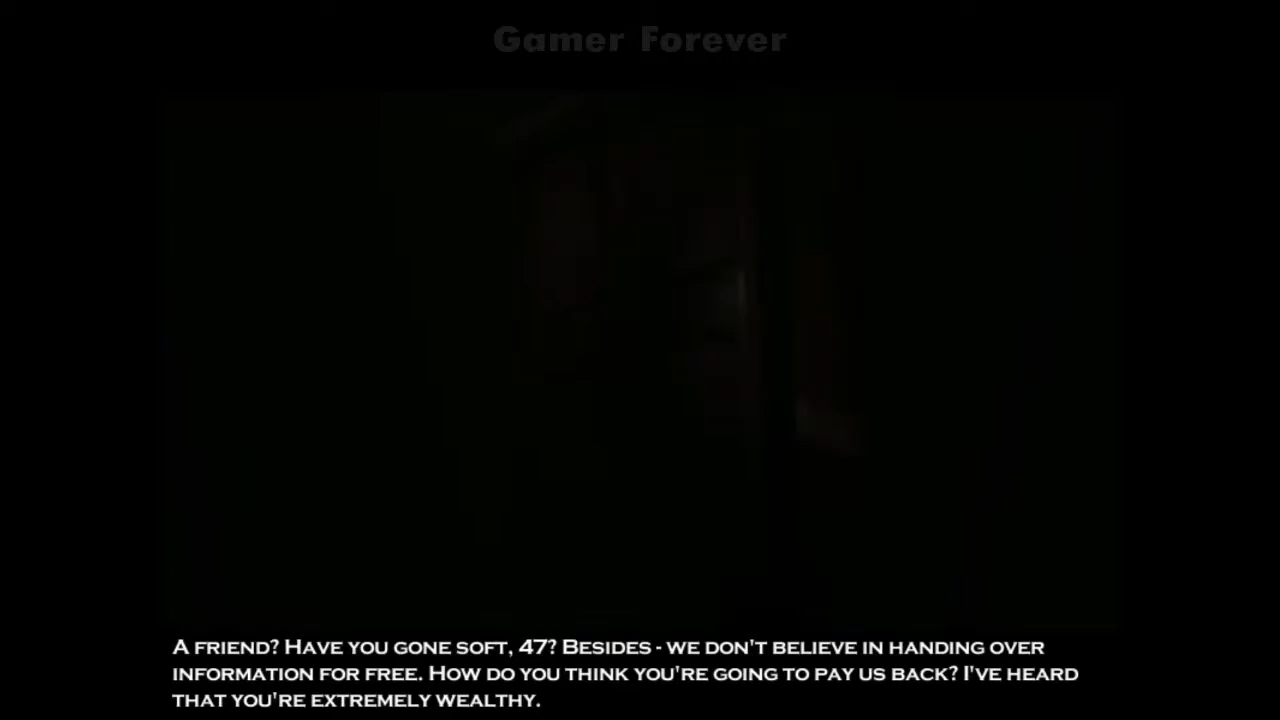 Gamer Forever
A FRIEND? HAVE YOU GONE SOFT, 47? BESIDES - WE DON'T BELIEVE IN HANDING OVER
INFORMATION FOR FREE. HOW DO YOU THINK YOU'RE GOING TO PAY US BACK? I'VE HEARD
THAT YOU'RE EXTREMELY WEALTHY.